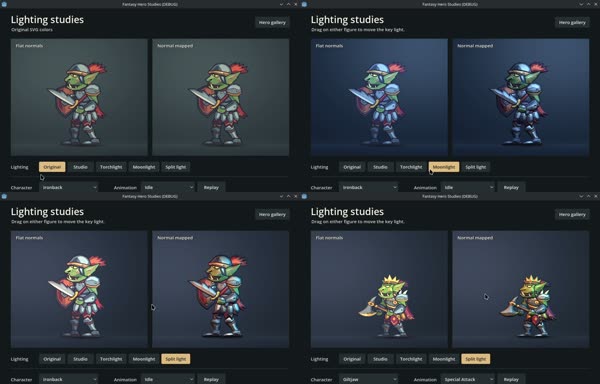 Fantasy Hero Studies (DEBUG)
Lighting studies
Original SVG colors
Hero gallery
Flat normals
Normal mapped
Lighting
Original
Studio
Torchlight
Moonlight
Split light
Character
Ironback
Animation
Idle
Replay
Fantasy Hero Studies (DEBUG)
Lighting studies
Drag on either figure to move the key light.
Hero gallery
Flat normals
Normal mapped
Lighting
Original
Studio
Torchlight
Moonlight
Split light
Character
Ironback
Animation
Idle
Replay
Fantasy Hero Studies (DEBUG)
Lighting studies
Drag on either figure to move the key light.
Hero gallery
Flat normals
Normal mapped
Lighting
Original
Studio
Torchlight
Moonlight
Split light
Character
Ironback
Animation
Idle
Replay
Fantasy Hero Studies (DEBUG)
Lighting studies
Drag on either figure to move the key light.
Hero gallery
Flat normals
Normal mapped
Lighting
Original
Studio
Torchlight
Moonlight
Split light
Character
Animation
Special Attack
Replay